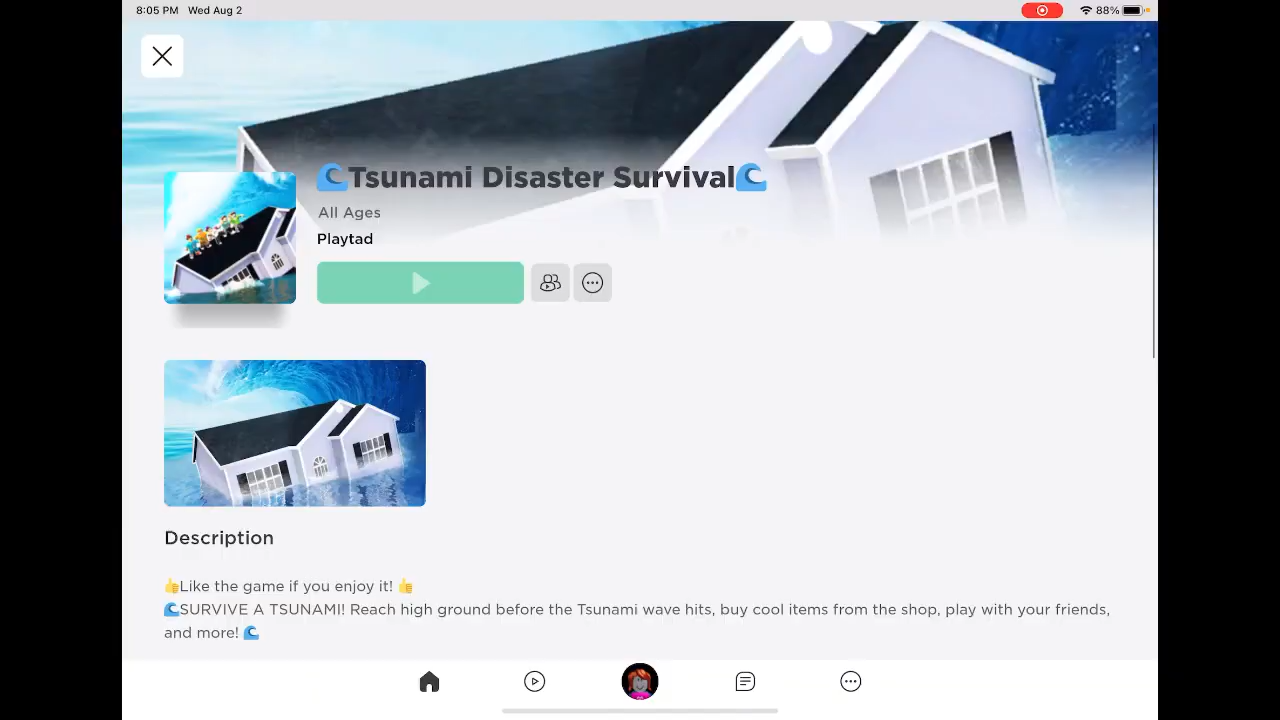 8:05 PM Wed Aug 2
88%
🌊Tsunami Disaster Survival🌊
All Ages
Playtad
Description
👍Like the game if you enjoy it! 👍
🌊SURVIVE A TSUNAMI! Reach high ground before the Tsunami wave hits, buy cool items from the shop, play with your friends,
and more! 🌊